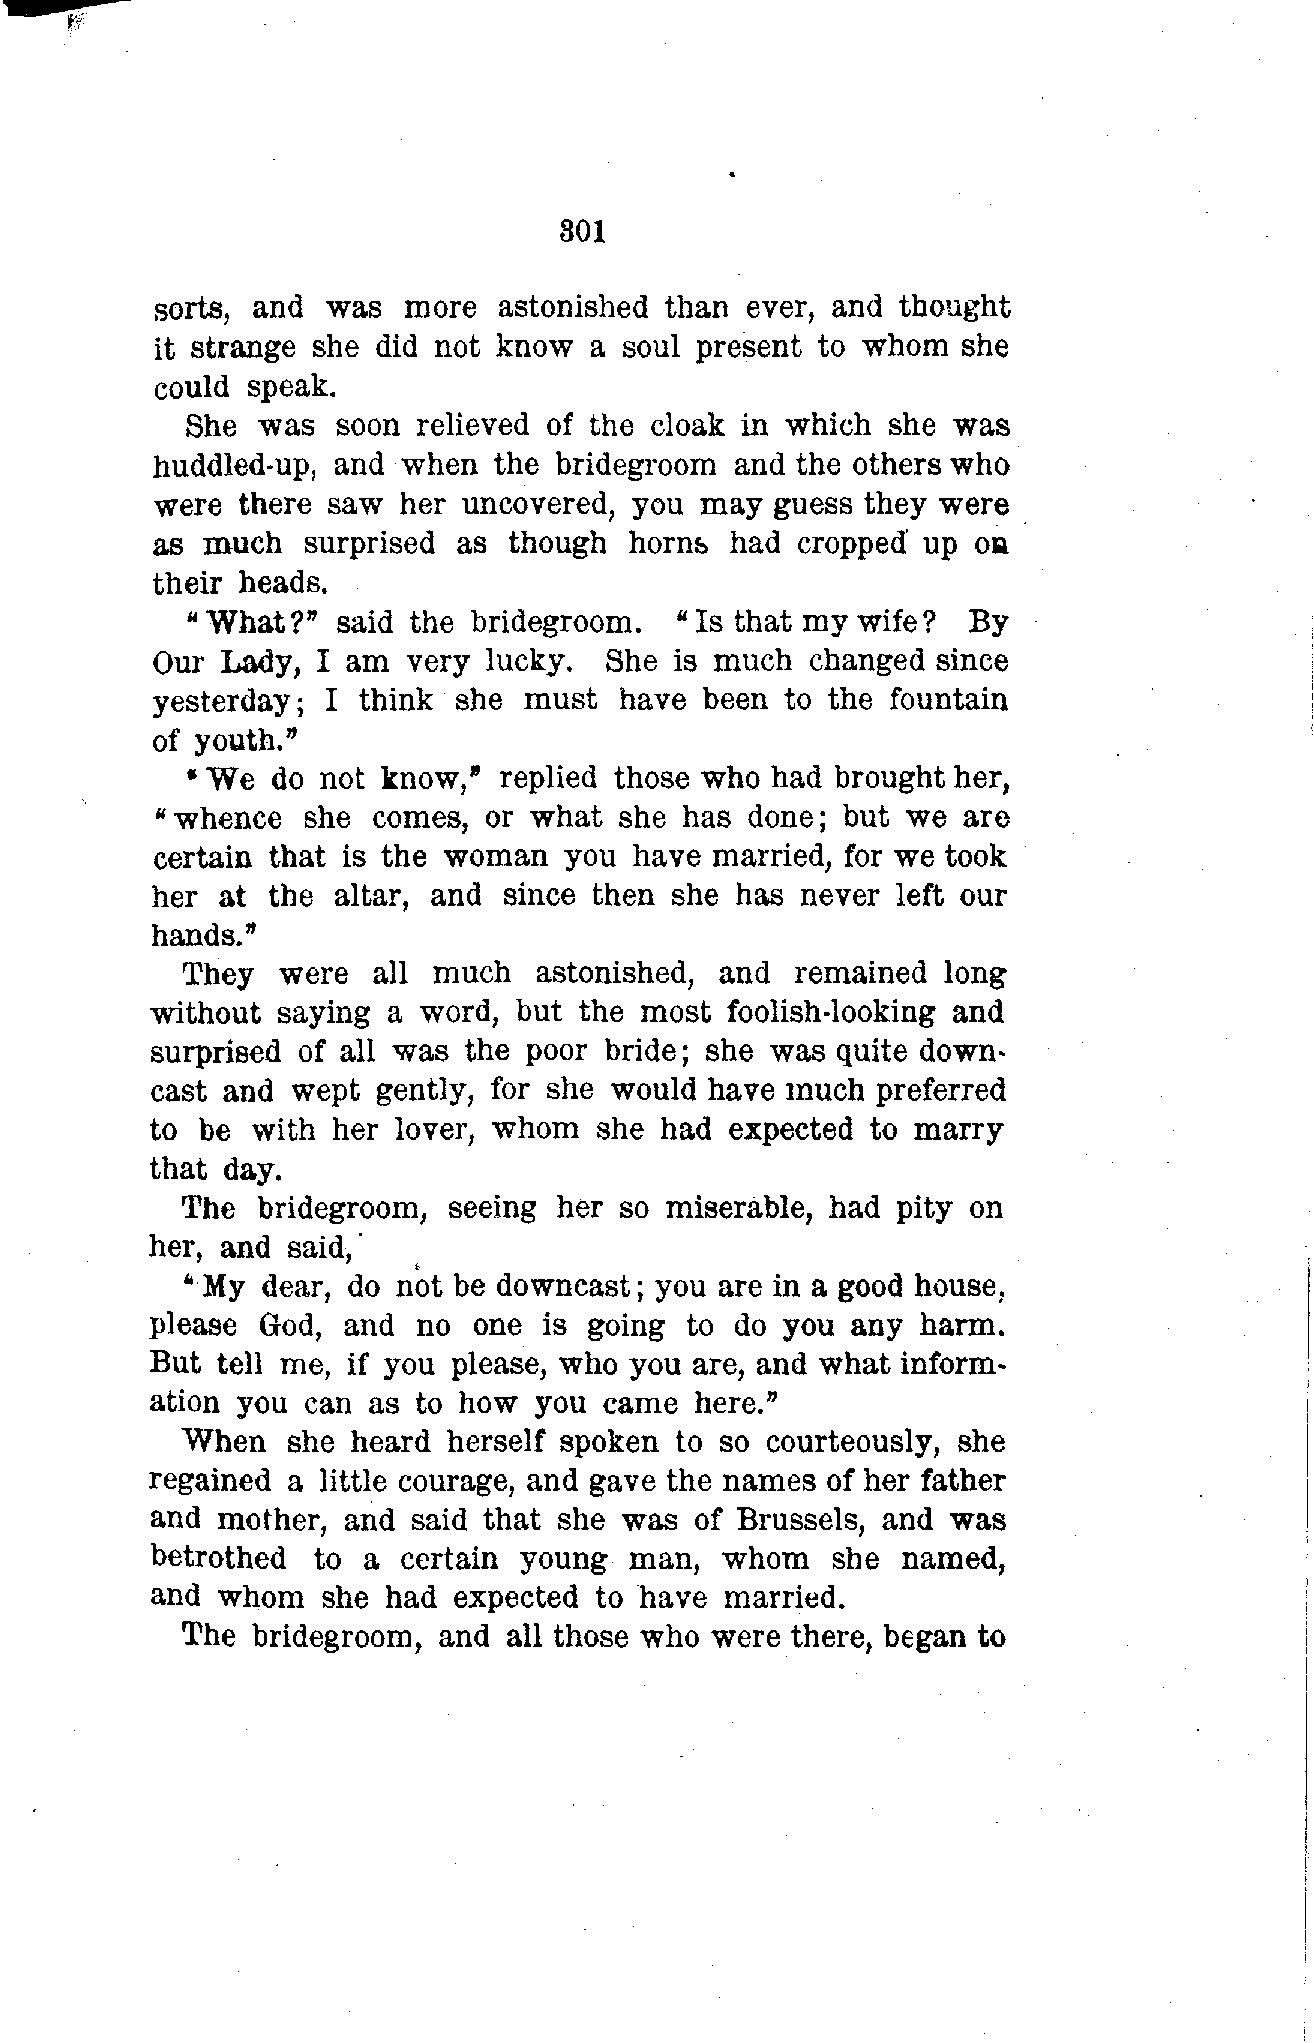 301
sorts, and was more astonished than ever, and thought
it strange she did not know a soul present to whom she
could speak.
She was soon relieved of the cloak in which she was
huddled-up, and when the bridegroom and the others who
were there saw her uncovered, you may guess they were
as much surprised as though horns had cropped up on
their heads.
"What?" said the bridegroom. "Is that my wife? By
Our Lady, I am very lucky. She is much changed since
yesterday; I think she must have been to the fountain
of youth."
"We do not know," replied those who had brought her,
"whence she comes, or what she has done; but we are
certain that is the woman you have married, for we took
her at the altar, and since then she has never left our
hands."
They were all much astonished, and remained long
without saying a word, but the most foolish-looking and
surprised of all was the poor bride; she was quite down-
cast and wept gently, for she would have much preferred
to be with her lover, whom she had expected to marry
that day.
The bridegroom, seeing her so miserable, had pity on
her, and said,
"My dear, do not be downcast; you are in a good house,
please God, and no one is going to do you any harm.
But tell me, if you please, who you are, and what inform-
ation you can as to how you came here."
When she heard herself spoken to so courteously, she
regained a little courage, and gave the names of her father
and mother, and said that she was of Brussels, and was
betrothed to a certain young man, whom she named,
and whom she had expected to have married.
The bridegroom, and all those who were there, began to